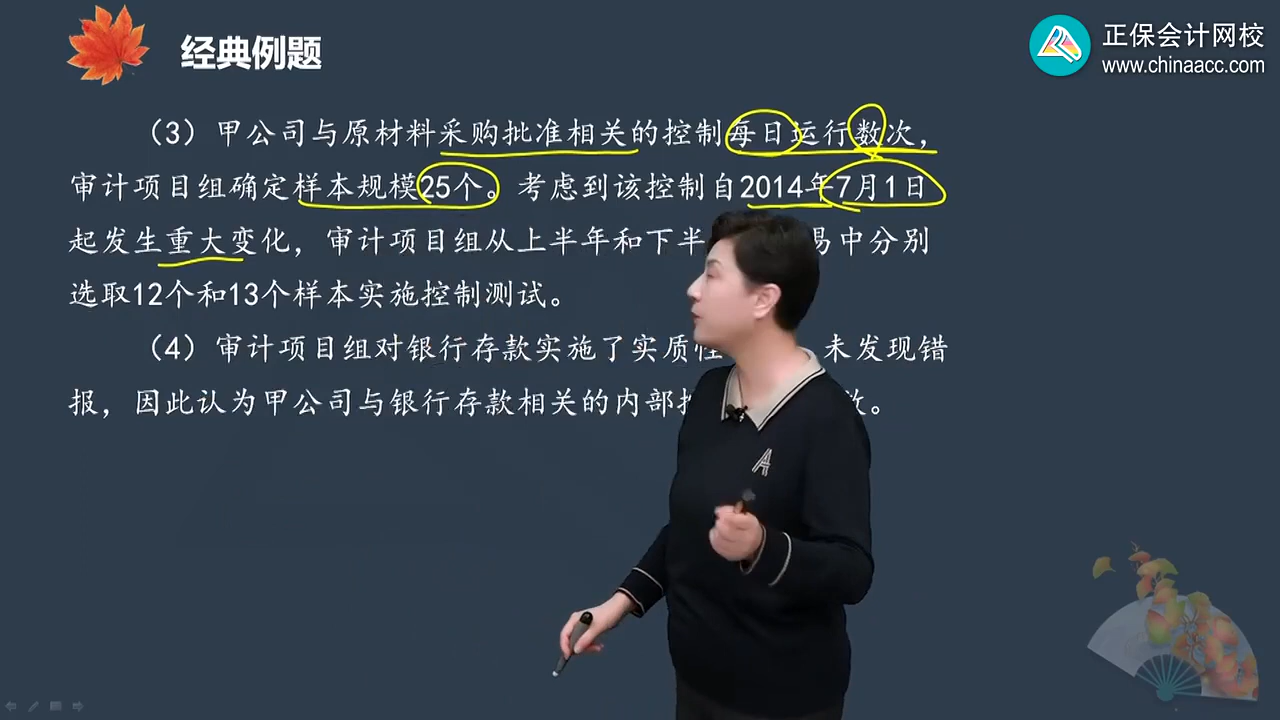 经典例题
正保会计网校
www.chinaacc.com
（3）甲公司与原材料采购批准相关的控制每日运行数次，
审计项目组确定样本规模25个。考虑到该控制自2014年7月1日
起发生重大变化，审计项目组从上半年和下半 易中分别
选取12个和13个样本实施控制测试。
（4）审计项目组对银行存款实施了实质性 未发现错
报，因此认为甲公司与银行存款相关的内部 。
A